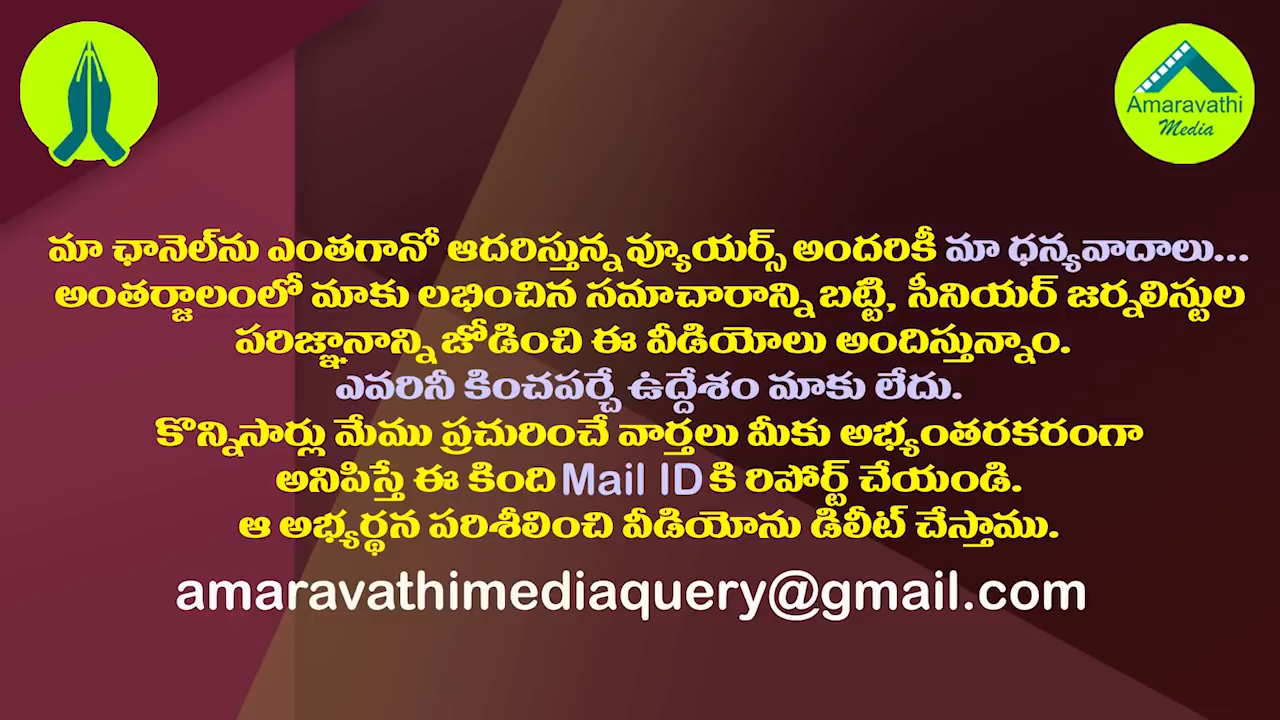 Amaravathi
Media
మా ఛానెల్‌ను ఎంతగానో ఆదరిస్తున్న వ్యూయర్స్ అందరికీ మా ధన్యవాదాలు...
అంతర్జాలంలో మాకు లభించిన సమాచారాన్ని బట్టి, సీనియర్ జర్నలిస్టుల
పరిజ్ఞానాన్ని జోడించి ఈ వీడియోలు అందిస్తున్నాం.
ఎవరినీ కించపర్చే ఉద్దేశం మాకు లేదు.
కొన్నిసార్లు మేము ప్రచురించే వార్తలు మీకు అభ్యంతరకరంగా
అనిపిస్తే ఈ కింది Mail ID కి రిపోర్ట్ చేయండి.
ఆ అభ్యర్థన పరిశీలించి వీడియోను డిలీట్ చేస్తాము.
amaravathimediaquery@gmail.com